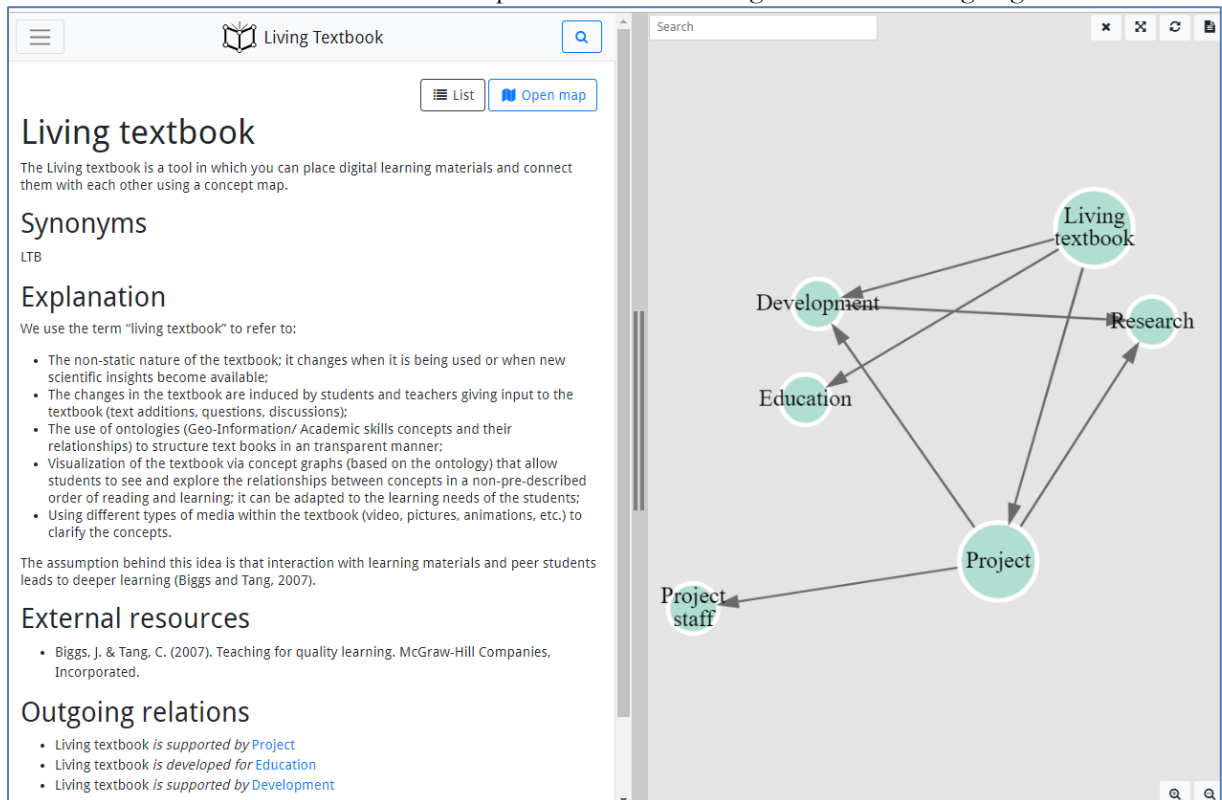 Living Textbook
List
Open map
Living textbook
The Living textbook is a tool in which you can place digital learning materials and connect
them with each other using a concept map.
Synonyms
LTB
Explanation
We use the term “living textbook” to refer to:
• The non-static nature of the textbook; it changes when it is being used or when new
scientific insights become available;
• The changes in the textbook are induced by students and teachers giving input to the
textbook (text additions, questions, discussions);
• The use of ontologies (Geo-Information/ Academic skills concepts and their
relationships) to structure text books in an transparent manner;
• Visualization of the textbook via concept graphs (based on the ontology) that allow
students to see and explore the relationships between concepts in a non-pre-described
order of reading and learning; it can be adapted to the learning needs of the students;
• Using different types of media within the textbook (video, pictures, animations, etc.) to
clarify the concepts.
The assumption behind this idea is that interaction with learning materials and peer students
leads to deeper learning (Biggs and Tang, 2007).
External resources
• Biggs, J. & Tang, C. (2007). Teaching for quality learning. McGraw-Hill Companies,
Incorporated.
Outgoing relations
• Living textbook is supported by Project
• Living textbook is developed for Education
• Living textbook is supported by Development
Search
Living
textbook
Development
Research
Education
Project
Project
staff